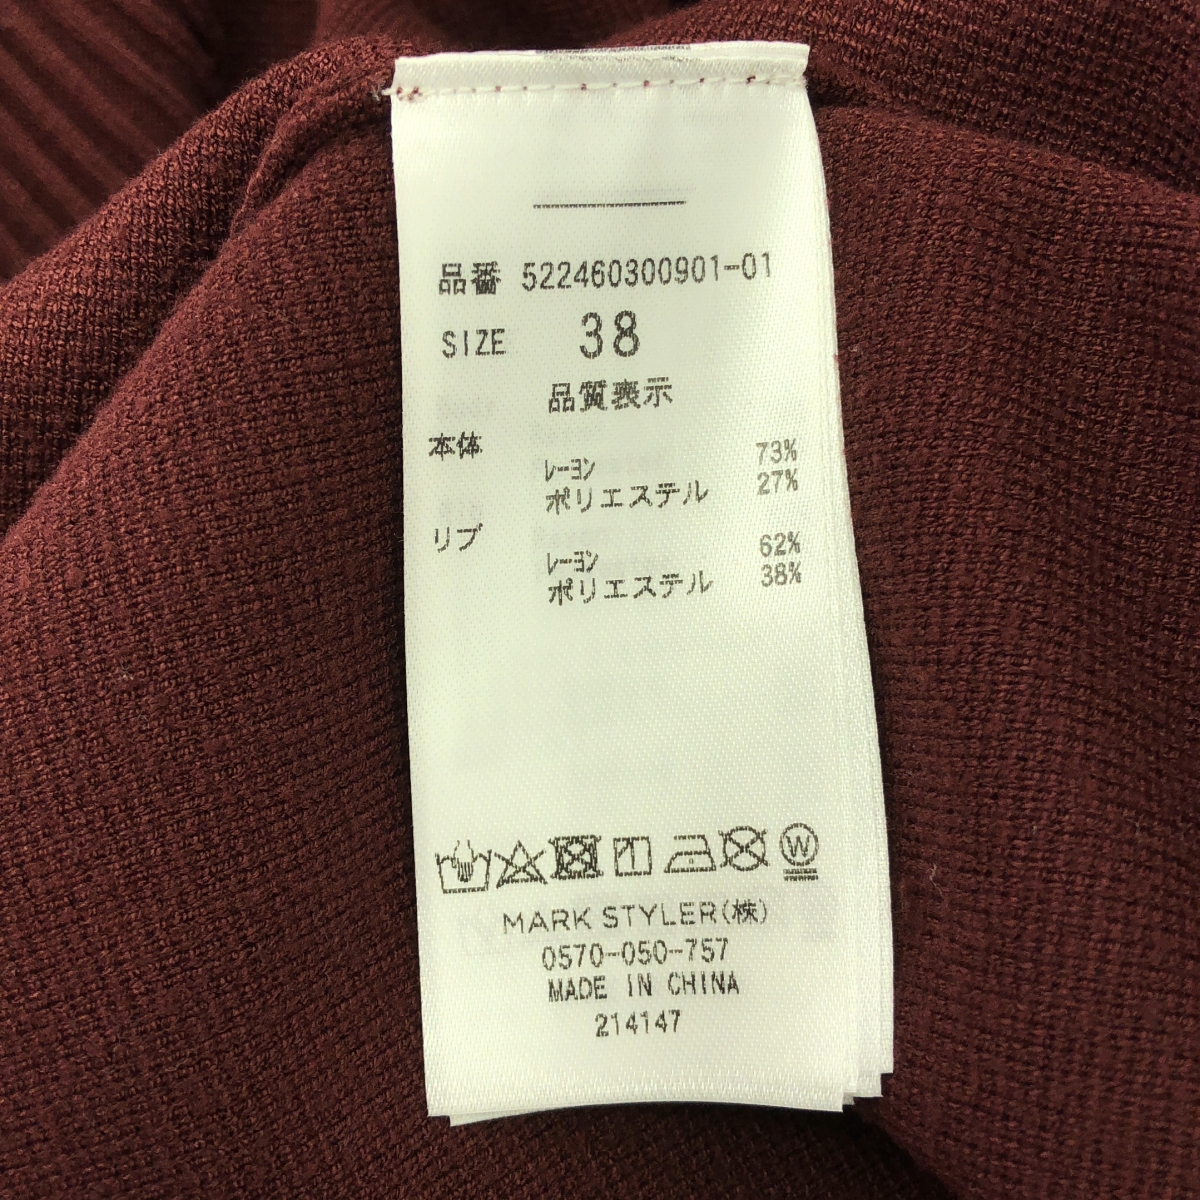 品番 522460300901-01
SIZE 38
品質表示
本体
レーヨン 73%
ポリエステル 27%
リブ
レーヨン 62%
ポリエステル 38%
W
MARK STYLER(株)
0570-050-757
MADE IN CHINA
214147